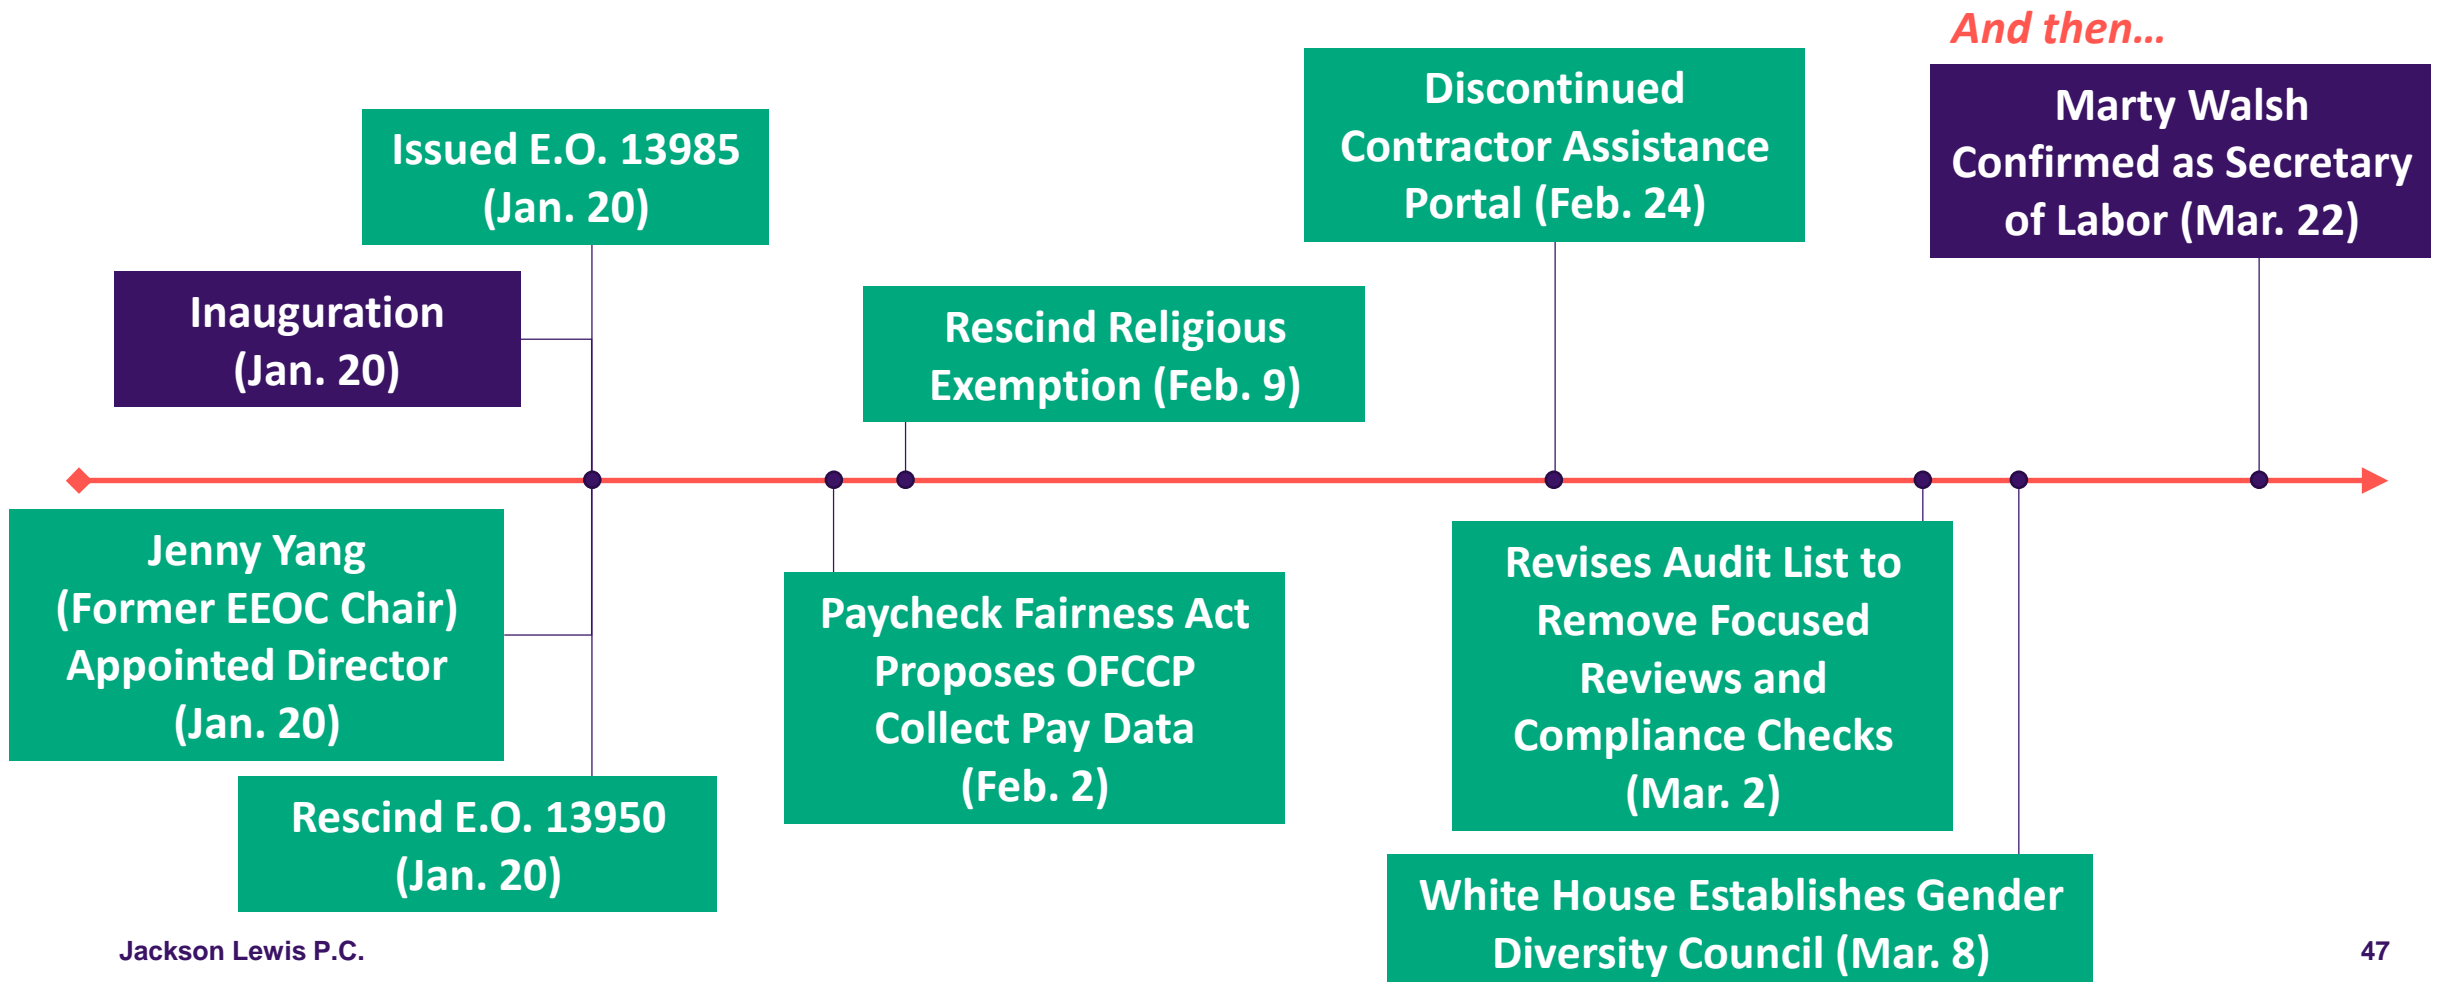 And then...
Issued E.O. 13985
(Jan. 20)
Inauguration
(Jan. 20)
Jenny Yang
(Former EEOC Chair)
Appointed Director
(Jan. 20)
Rescind E.O. 13950
(Jan. 20)
Paycheck Fairness Act
Proposes OFCCP
Collect Pay Data
(Feb. 2)
Rescind Religious
Exemption (Feb. 9)
Discontinued
Contractor Assistance
Portal (Feb. 24)
Revises Audit List to
Remove Focused
Reviews and
Compliance Checks
(Mar. 2)
White House Establishes Gender
Diversity Council (Mar. 8)
Marty Walsh
Confirmed as Secretary
of Labor (Mar. 22)
Jackson Lewis P.C.
47